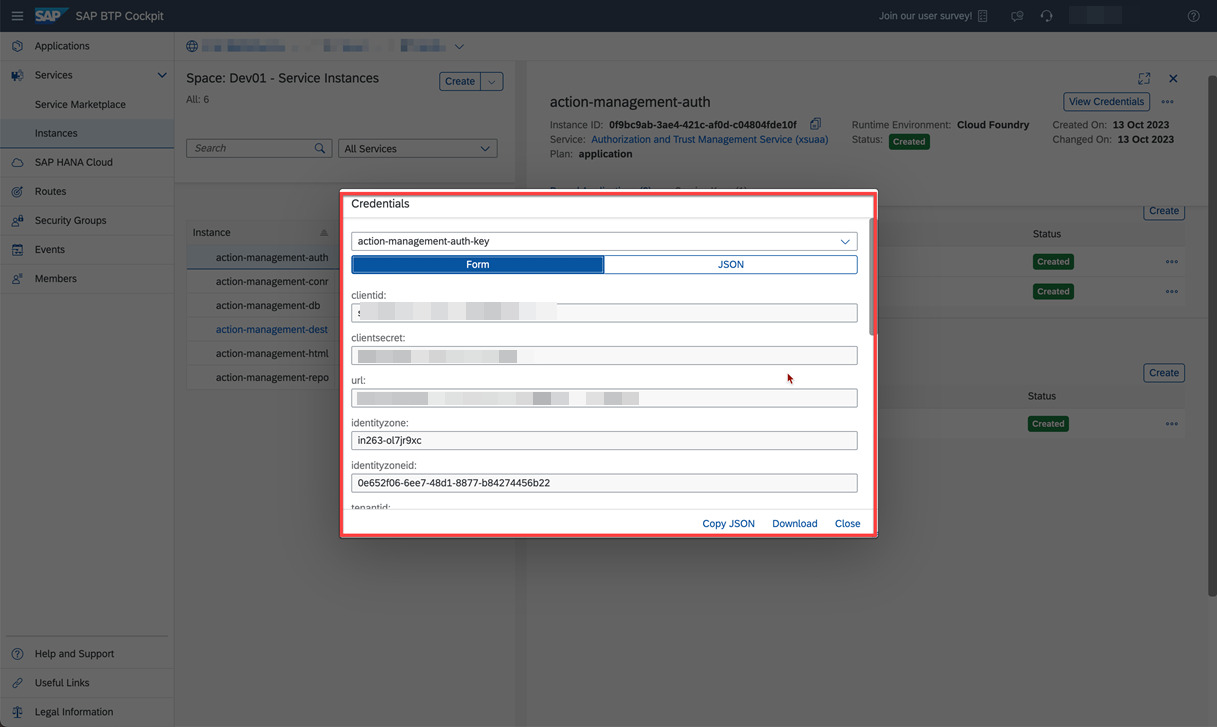 SAP SAP BTP Cockpit
Join our user survey!
Applications
Services
Service Marketplace
Instances
SAP HANA Cloud
Routes
Security Groups
Events
Members
Help and Support
Useful Links
Legal Information
Space: Dev01 - Service Instances
Create
All: 6
Search
All Services
Instance
action-management-auth
action-management-conr
action-management-db
action-management-dest
action-management-html
action-management-repo
action-management-auth
View Credentials
Instance ID: 0f9bc9ab-3ae4-421c-af0d-c04804fde10f
Service: Authorization and Trust Management Service (xsuaa)
Plan: application
Runtime Environment: Cloud Foundry
Status: Created
Created On: 13 Oct 2023
Changed On: 13 Oct 2023
Create
Status
Created
Created
Create
Status
Created
Credentials
action-management-auth-key
Form JSON
clientid:
clientsecret:
url:
identityzone:
in263-ol7jr9xc
identityzoneid:
0e652f06-6ee7-48d1-8877-b84274456b22
tenantid:
Copy JSON Download Close